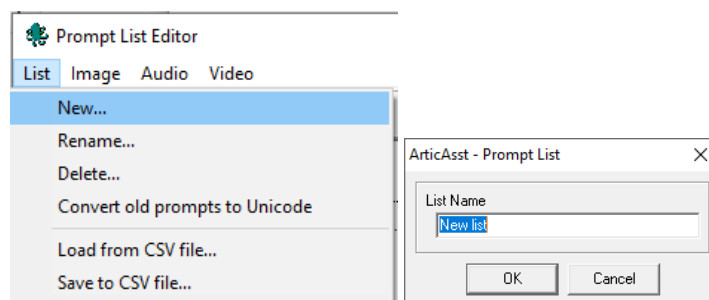 Prompt List Editor
List Image Audio Video
New...
Rename...
Delete...
Convert old prompts to Unicode
Load from CSV file...
Save to CSV file...
ArticAsst - Prompt List
List Name
New list
OK Cancel